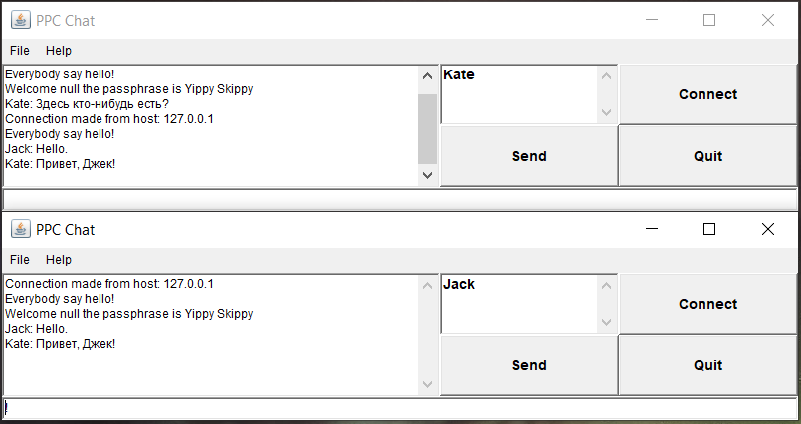 PPC Chat
File Help
Everybody say hello!
Welcome null the passphrase is Yippy Skippy
Kate: Здесь кто-нибудь есть?
Connection made from host: 127.0.0.1
Everybody say hello!
Jack: Hello.
Kate: Привет, Джек!
Kate
Connect
Send
Quit
PPC Chat
File Help
Connection made from host: 127.0.0.1
Everybody say hello!
Welcome null the passphrase is Yippy Skippy
Jack: Hello.
Kate: Привет, Джек!
Jack
Connect
Send
Quit